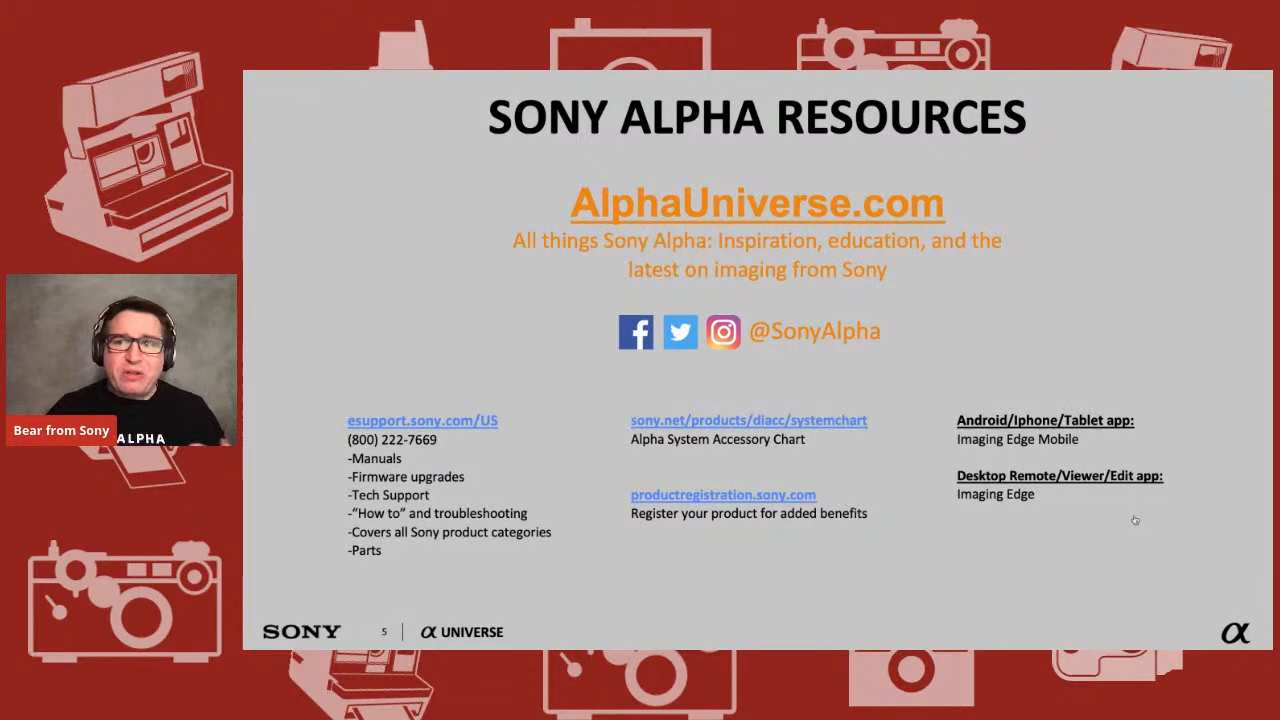 SONY ALPHA RESOURCES
AlphaUniverse.com
All things Sony Alpha: Inspiration, education, and the
latest on imaging from Sony
@SonyAlpha
esupport.sony.com/US
(800) 222-7669
-Manuals
-Firmware upgrades
-Tech Support
-“How to” and troubleshooting
-Covers all Sony product categories
-Parts
sony.net/products/diacc/systemchart
Alpha System Accessory Chart
productregistration.sony.com
Register your product for added benefits
Android/Iphone/Tablet app:
Imaging Edge Mobile
Desktop Remote/Viewer/Edit app:
Imaging Edge
Bear from Sony
ALPHA
SONY 5 | α UNIVERSE
α